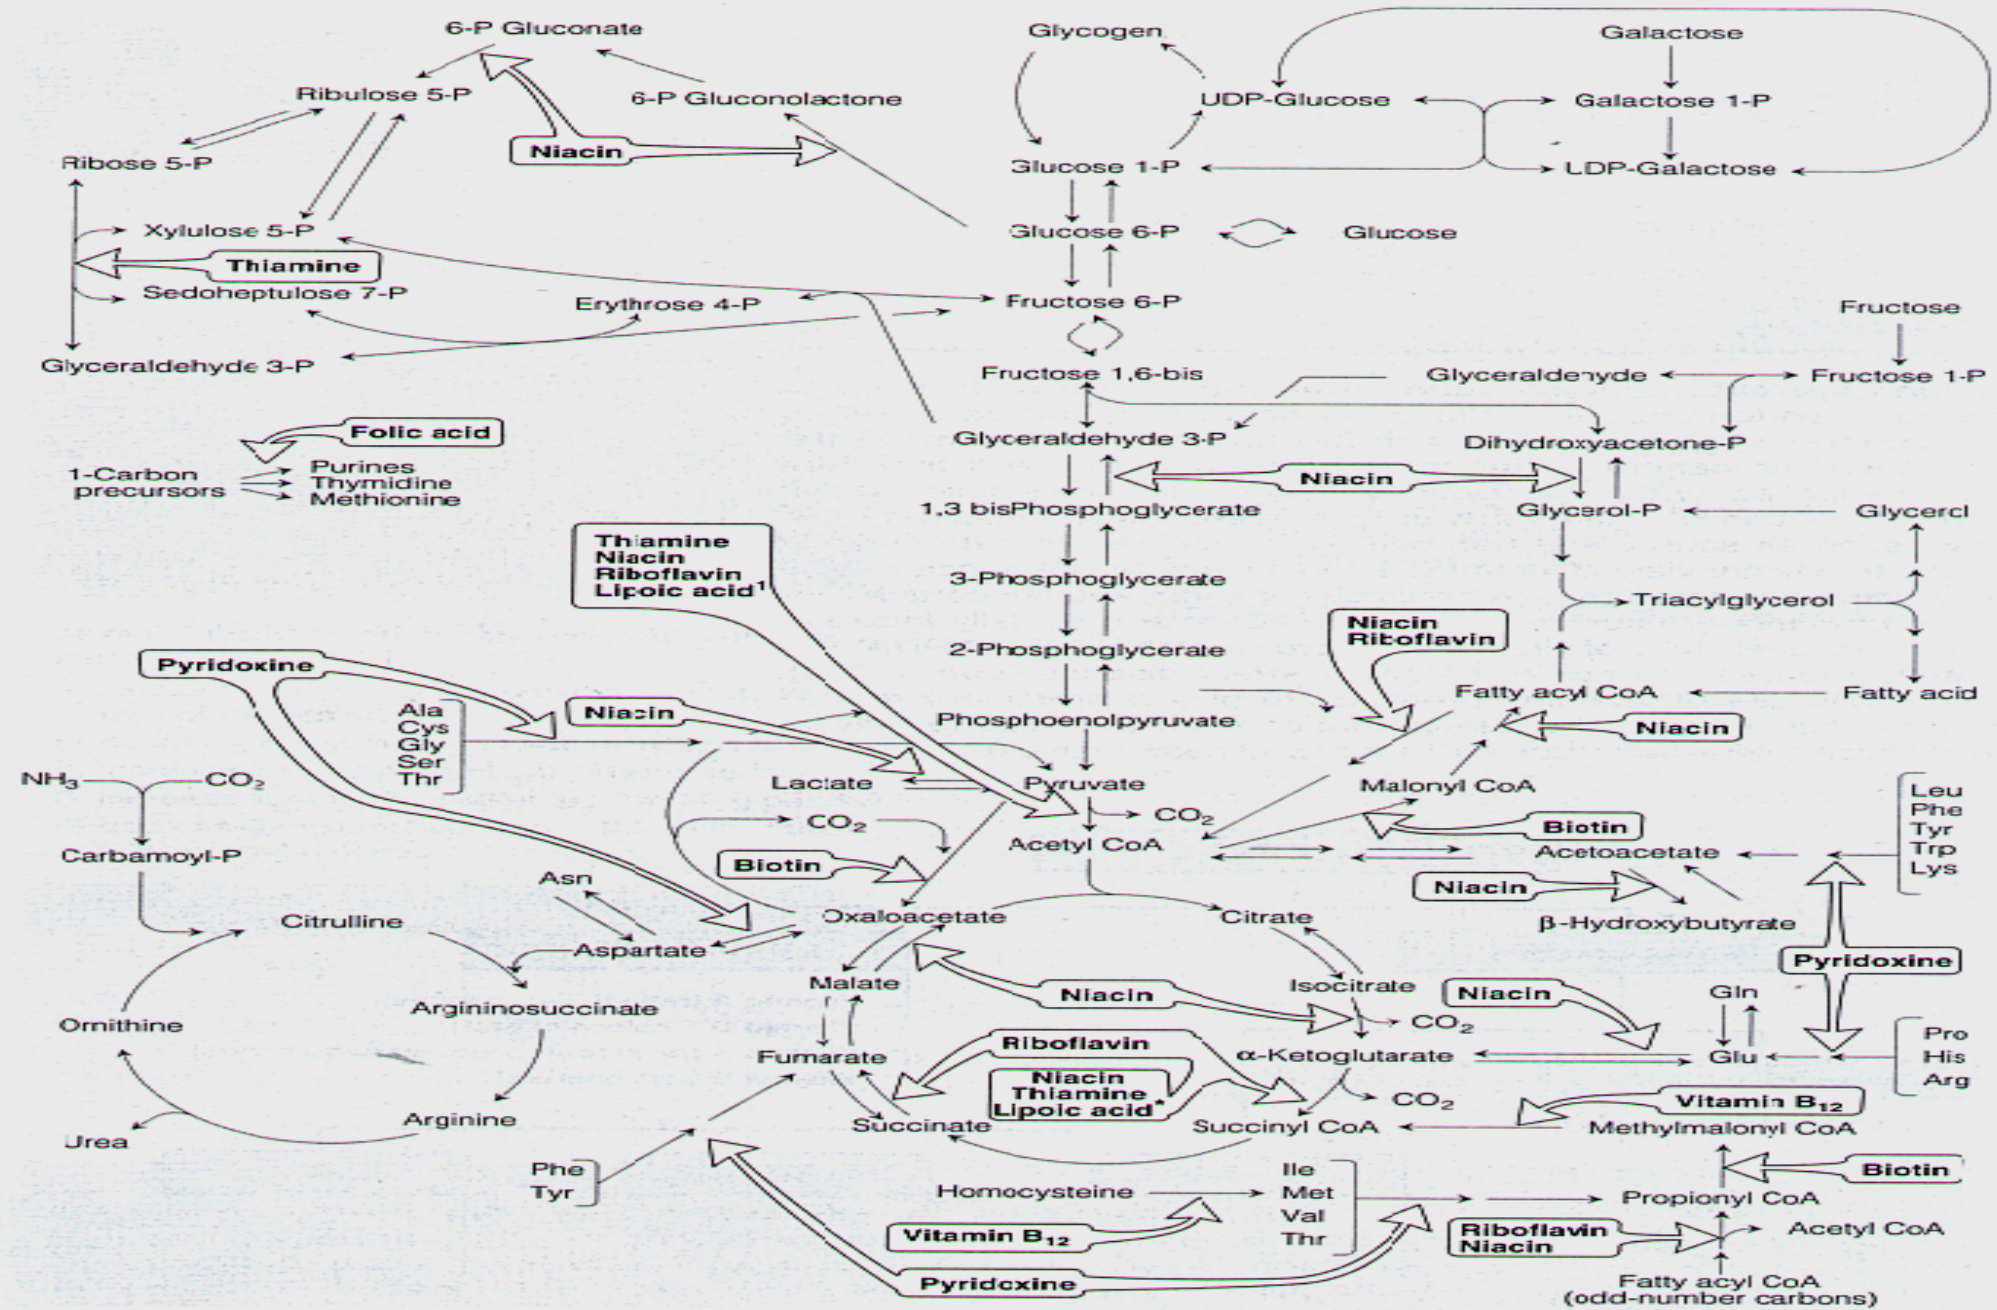 6-P Gluconate
Glycogen
Galactose
Ribulose 5-P
6-P Gluconolactone
UDP-Glucose
Galactose 1-P
Niacin
Ribose 5-P
Glucose 1-P
LDP-Galactose
Xylulose 5-P
Glucose 6-P
Glucose
Thiamine
Sedoheptulose 7-P
Erythrose 4-P
Fructose 6-P
Fructose
Glyceraldehyde 3-P
Fructose 1,6-bis
Glyceraldehyde
Fructose 1-P
Folic acid
Glyceraldehyde 3-P
Dihydroxyacetone-P
1-Carbon
precursors
Purines
Thymidine
Methionine
Niacin
1,3 bisPhosphoglycerate
Glycerol-P
Glycerol
Thiamine
Niacin
Riboflavin
Lipoic acid¹
3-Phosphoglycerate
Triacylglycerol
Niacin
Riboflavin
2-Phosphoglycerate
Pyridoxine
Fatty acyl CoA
Fatty acid
Ala
Cys
Gly
Ser
Thr
Niacin
Phosphoenolpyruvate
Niacin
NH₃
CO₂
Lactate
Pyruvate
Malonyl CoA
Leu
Phe
Tyr
Trp
Lys
CO₂
CO₂
Biotin
Carbamoyl-P
Biotin
Acetyl CoA
Acetoacetate
Asn
Niacin
Citrulline
Oxaloacetate
Citrate
β-Hydroxybutyrate
Aspartate
Pyridoxine
Malate
Niacin
Isocitrate
Niacin
Gln
Argininosuccinate
Ornithine
CO₂
Pro
His
Arg
Fumarate
Riboflavin
α-Ketoglutarate
Glu
Niacin
Thiamine
Lipoic acid*
CO₂
Vitamin B₁₂
Arginine
Urea
Succinate
Succinyl CoA
Methylmalonyl CoA
Phe
Tyr
Ile
Met
Val
Thr
Biotin
Homocysteine
Propionyl CoA
Vitamin B₁₂
Riboflavin
Niacin
Acetyl CoA
Pyridoxine
Fatty acyl CoA
(odd-number carbons)